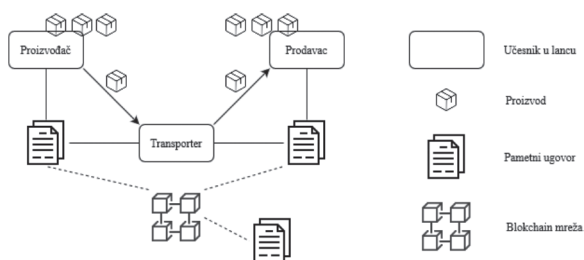 Proizvođač
Prodavac
Transporter
Učesnik u lancu
Proizvod
Pametni ugovor
Blokchain mreža